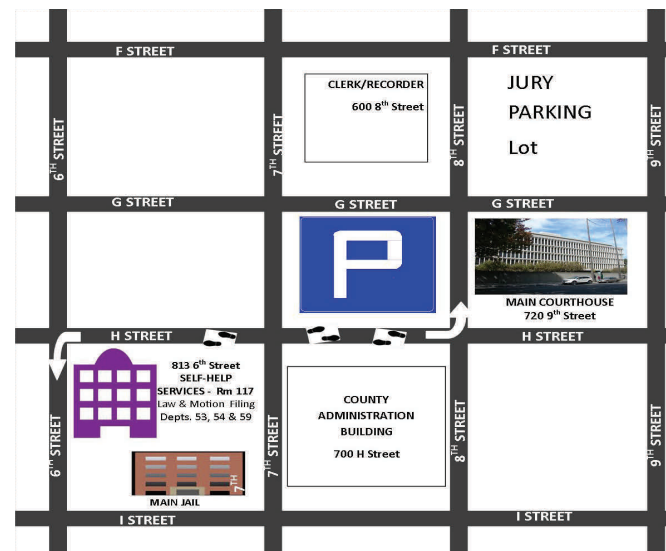 F STREET
F STREET
CLERK/RECORDER
600 8th Street
JURY
PARKING
Lot
6TH STREET
7TH STREET
8TH STREET
9TH STREET
G STREET
G STREET
G STREET
P
MAIN COURTHOUSE
720 9th Street
H STREET
H STREET
813 6th Street
SELF-HELP
SERVICES - Rm 117
Law & Motion Filing
Depts. 53, 54 & 59
COUNTY
ADMINISTRATION
BUILDING
700 H Street
6TH STREET
7TH STREET
8TH STREET
9TH STREET
7TH
MAIN JAIL
I STREET
I STREET